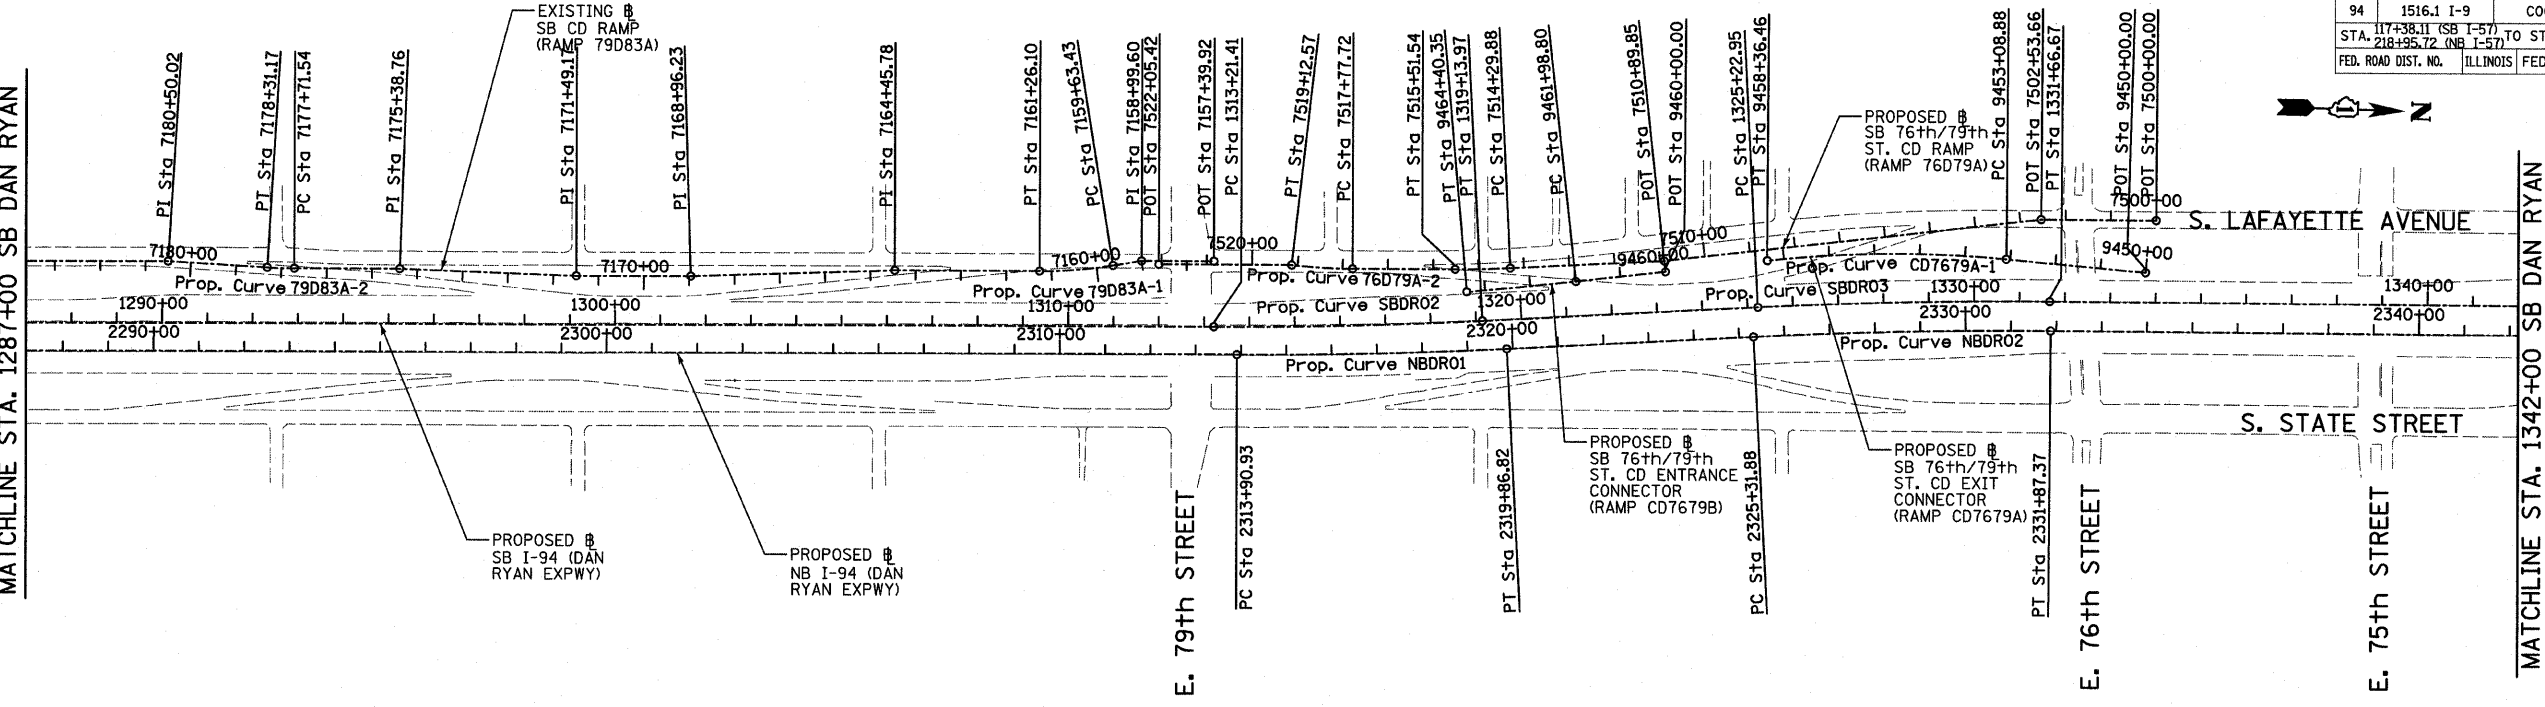 94 1516.1 I-9
STA. 117+38.11 (SB I-57) TO
218+95.72 (NB I-57)
FED. ROAD DIST. NO. ILLINOIS FED
N
EXISTING BL
SB CD RAMP
(RAMP 79D83A)
PROPOSED BL
SB 76th/79th
ST. CD RAMP
(RAMP 76D79A)
MATCHLINE STA. 1287+00 SB DAN RYAN
PI Sta 7180+50.02
PT Sta 7178+31.17
PC Sta 7177+71.54
PI Sta 7175+38.76
PI Sta 7171+49.17
PI Sta 7168+96.23
PI Sta 7164+45.78
PI Sta 7161+26.10
PC Sta 7159+63.43
PI Sta 7158+99.60
POT Sta 7522+05.42
POT Sta 7157+39.92
PC Sta 1313+21.41
PT Sta 7519+12.57
PC Sta 7517+77.72
PT Sta 7515+51.54
PT Sta 9464+40.35
PT Sta 1319+13.97
PC Sta 7514+29.88
PC Sta 9461+98.80
POT Sta 7510+89.85
POT Sta 9460+00.00
PC Sta 1325+22.95
PT Sta 9458+36.46
PC Sta 9453+08.88
POT Sta 7502+53.66
PT Sta 1331+66.67
POT Sta 9450+00.00
POT Sta 7500+00.00
7180+00
7170+00
7160+00
7520+00
7510+00
7500+00
9460+00
9450+00
S. LAFAYETTE AVENUE
Prop. Curve 79D83A-2
Prop. Curve 79D83A-1
Prop. Curve 76D79A-2
Prop. Curve CD7679A-1
Prop. Curve SBDR02
Prop. Curve SBDR03
1290+00
1300+00
1310+00
1320+00
1330+00
1340+00
2290+00
2300+00
2310+00
2320+00
2330+00
2340+00
Prop. Curve NBDR01
Prop. Curve NBDR02
S. STATE STREET
PROPOSED BL
SB I-94 (DAN
RYAN EXPWY)
PROPOSED BL
NB I-94 (DAN
RYAN EXPWY)
PROPOSED BL
SB 76th/79th
ST. CD ENTRANCE
CONNECTOR
(RAMP CD7679B)
PROPOSED BL
SB 76th/79th
ST. CD EXIT
CONNECTOR
(RAMP CD7679A)
E. 79th STREET
PC Sta 2313+90.93
PT Sta 2319+86.82
PC Sta 2325+31.88
PT Sta 2331+87.37
E. 76th STREET
E. 75th STREET
MATCHLINE STA. 1342+00 SB DAN RYAN